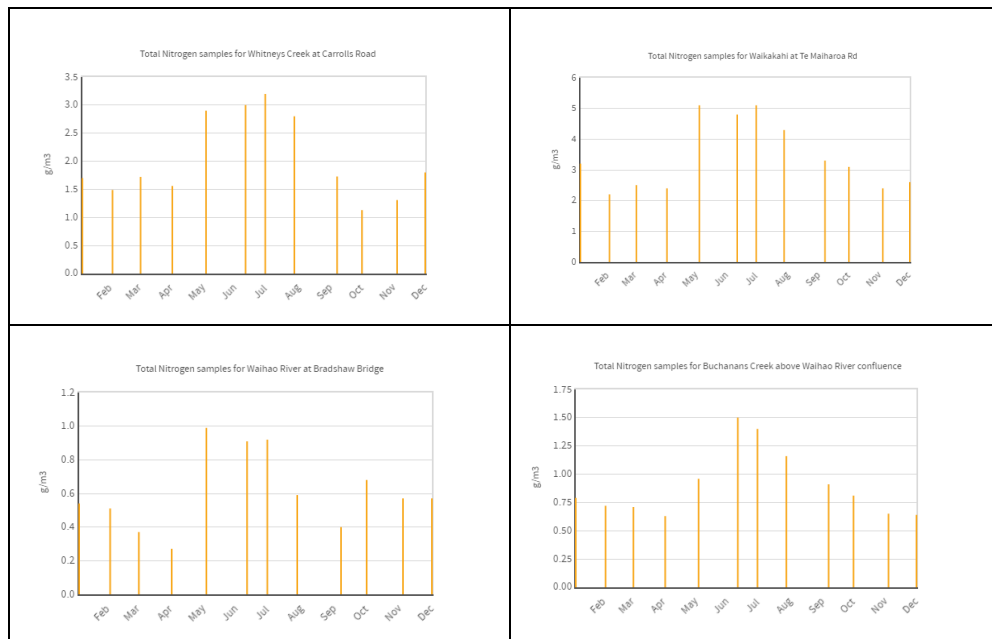 Total Nitrogen samples for Whitneys Creek at Carrolls Road
3.5
3.0
2.5
2.0
1.5
1.0
0.5
0.0
g/m3
Feb Mar Apr May Jun Jul Aug Sep Oct Nov Dec
Total Nitrogen samples for Waikakahi at Te Maiharoa Rd
6
5
4
3
2
1
0
g/m3
Feb Mar Apr May Jun Jul Aug Sep Oct Nov Dec
Total Nitrogen samples for Waihao River at Bradshaw Bridge
1.2
1.0
0.8
0.6
0.4
0.2
0.0
g/m3
Feb Mar Apr May Jun Jul Aug Sep Oct Nov Dec
Total Nitrogen samples for Buchanans Creek above Waihao River confluence
1.75
1.50
1.25
1.00
0.75
0.50
0.25
0.00
g/m3
Feb Mar Apr May Jun Jul Aug Sep Oct Nov Dec